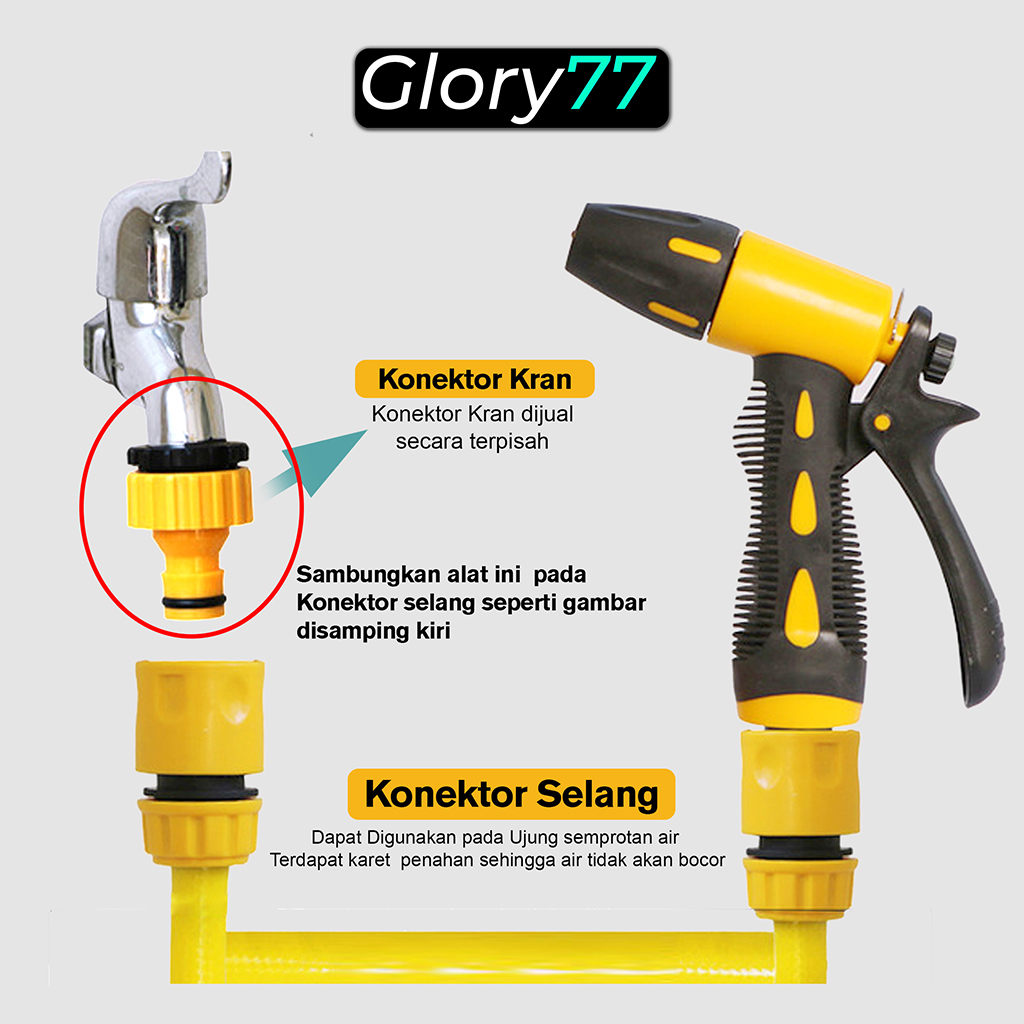 Glory77
Konektor Kran
Konektor Kran dijual
secara terpisah
Sambungkan alat ini pada
Konektor selang seperti gambar
disamping kiri
Konektor Selang
Dapat Digunakan pada Ujung semprotan air
Terdapat karet penahan sehingga air tidak akan bocor